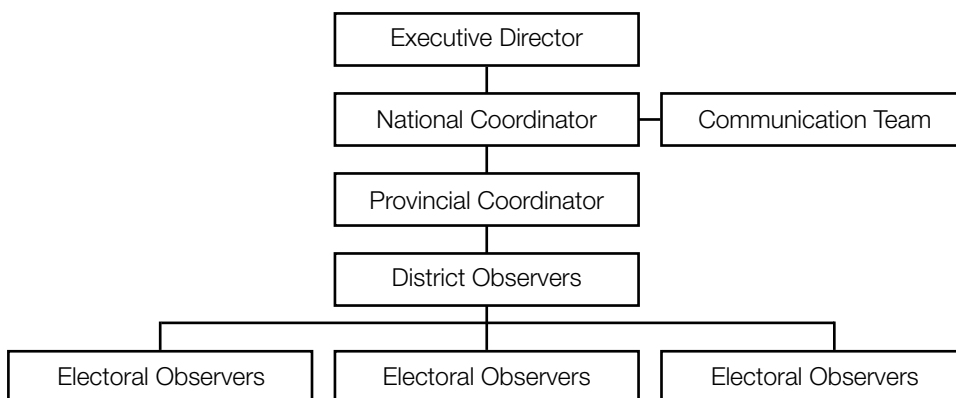 Executive Director
National Coordinator
Communication Team
Provincial Coordinator
District Observers
Electoral Observers
Electoral Observers
Electoral Observers